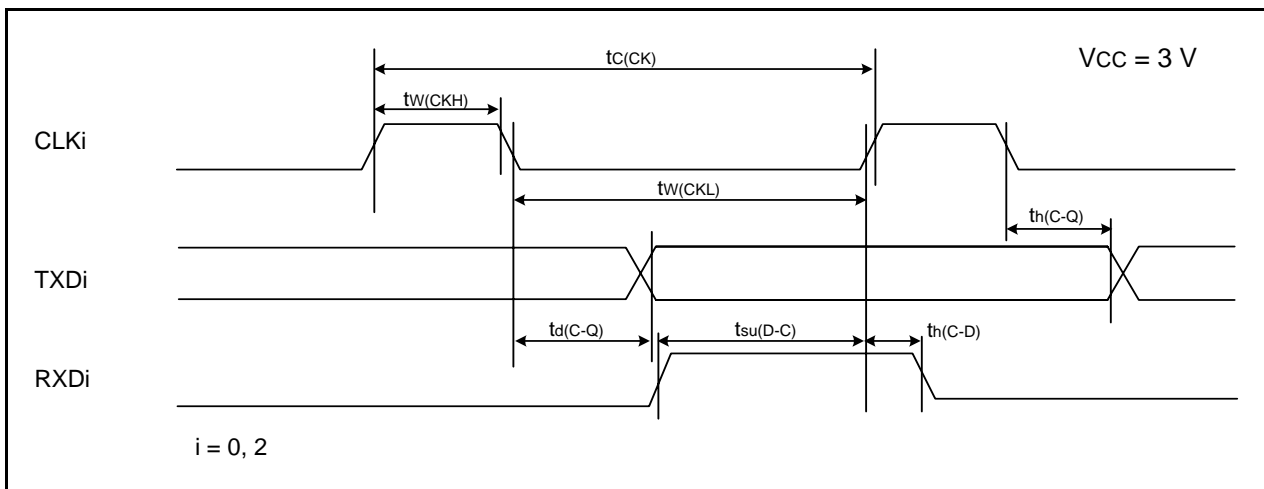 tC(CK)
VCC = 3 V
tW(CKH)
CLKi
tW(CKL)
th(C-Q)
TXDi
td(C-Q)
tsu(D-C)
th(C-D)
RXDi
i = 0, 2